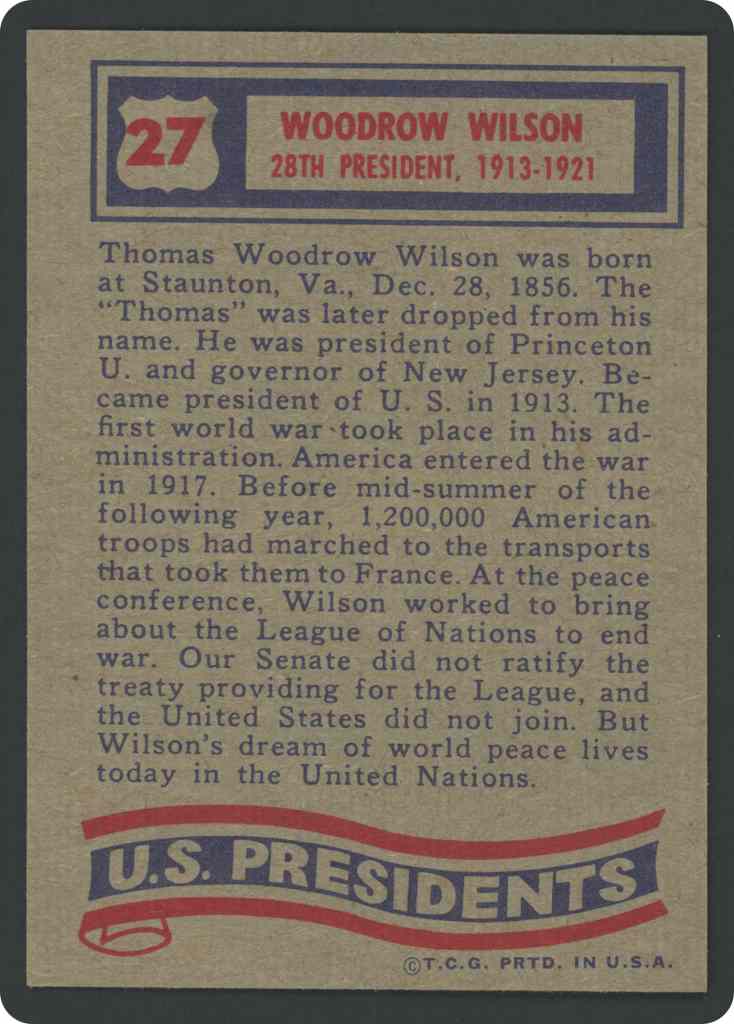 27
WOODROW WILSON
28TH PRESIDENT, 1913-1921
Thomas Woodrow Wilson was born
at Staunton, Va., Dec. 28, 1856. The
“Thomas” was later dropped from his
name. He was president of Princeton
U. and governor of New Jersey. Be-
came president of U. S. in 1913. The
first world war took place in his ad-
ministration. America entered the war
in 1917. Before mid-summer of the
following year, 1,200,000 American
troops had marched to the transports
that took them to France. At the peace
conference, Wilson worked to bring
about the League of Nations to end
war. Our Senate did not ratify the
treaty providing for the League, and
the United States did not join. But
Wilson’s dream of world peace lives
today in the United Nations.
U.S. PRESIDENTS
©T.C.G. PRTD. IN U.S.A.